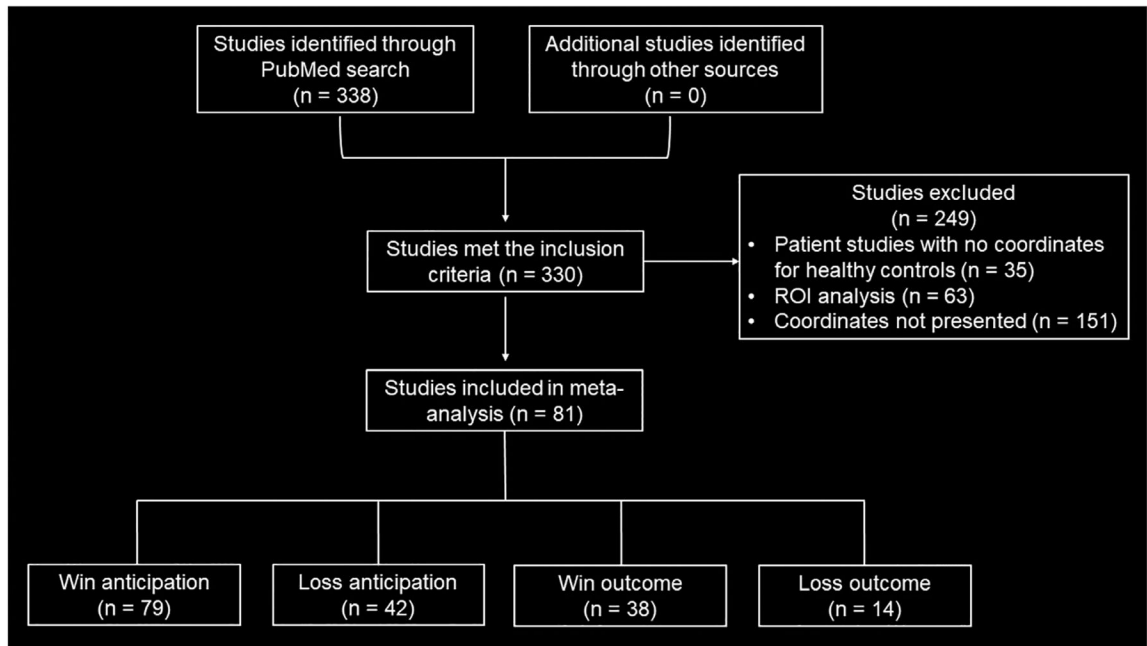 Studies identified through
PubMed search
(n = 338)
Additional studies identified
through other sources
(n = 0)
Studies excluded
(n = 249)
• Patient studies with no coordinates
for healthy controls (n = 35)
• ROI analysis (n = 63)
• Coordinates not presented (n = 151)
Studies met the inclusion
criteria (n = 330)
Studies included in meta-
analysis (n = 81)
Win anticipation
(n = 79)
Loss anticipation
(n = 42)
Win outcome
(n = 38)
Loss outcome
(n = 14)